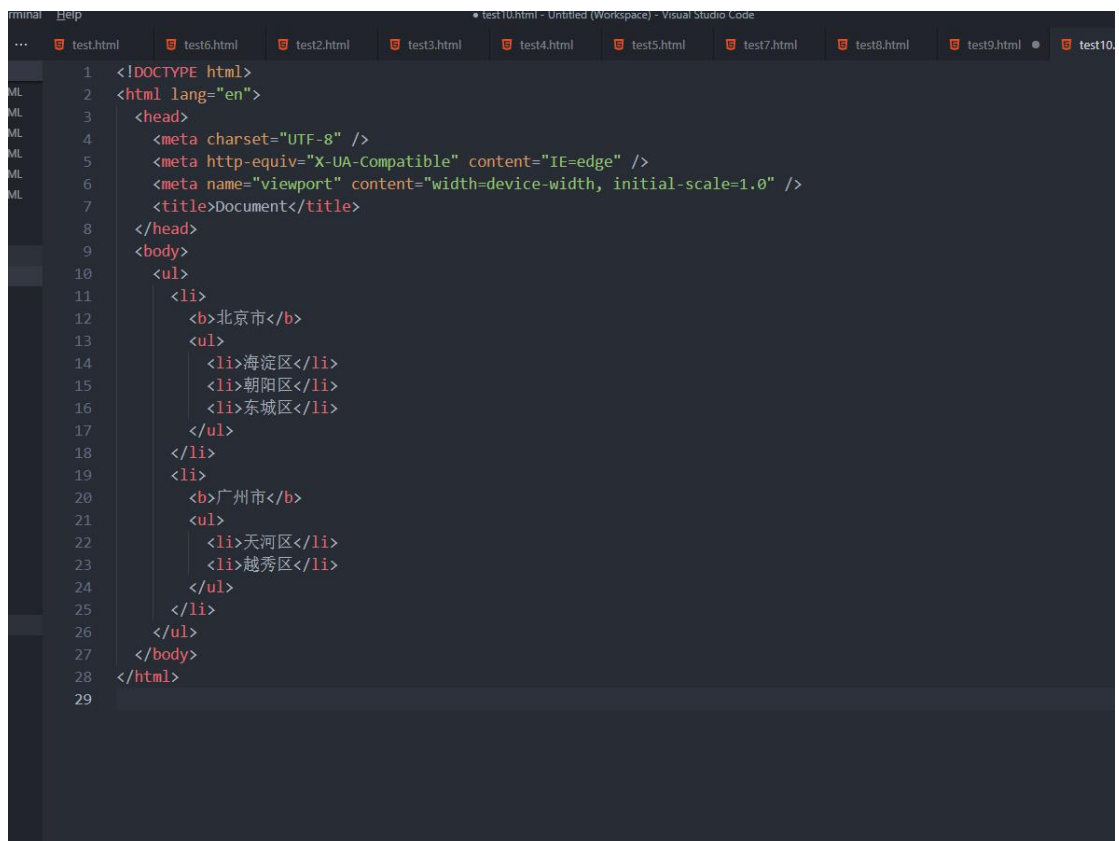 Help
• test10.html - Untitled (Workspace) - Visual Studio Code
... test.html test6.html test2.html test3.html test4.html test5.html test7.html test8.html test9.html ● test10.
ML
ML
ML
ML
ML
ML
1 <!DOCTYPE html>
2 <html lang="en">
3 <head>
4 <meta charset="UTF-8" />
5 <meta http-equiv="X-UA-Compatible" content="IE=edge" />
6 <meta name="viewport" content="width=device-width, initial-scale=1.0" />
7 <title>Document</title>
8 </head>
9 <body>
10 <ul>
11 <li>
12 <b>北京市</b>
13 <ul>
14 <li>海淀区</li>
15 <li>朝阳区</li>
16 <li>东城区</li>
17 </ul>
18 </li>
19 <li>
20 <b>广州市</b>
21 <ul>
22 <li>天河区</li>
23 <li>越秀区</li>
24 </ul>
25 </li>
26 </ul>
27 </body>
28 </html>
29